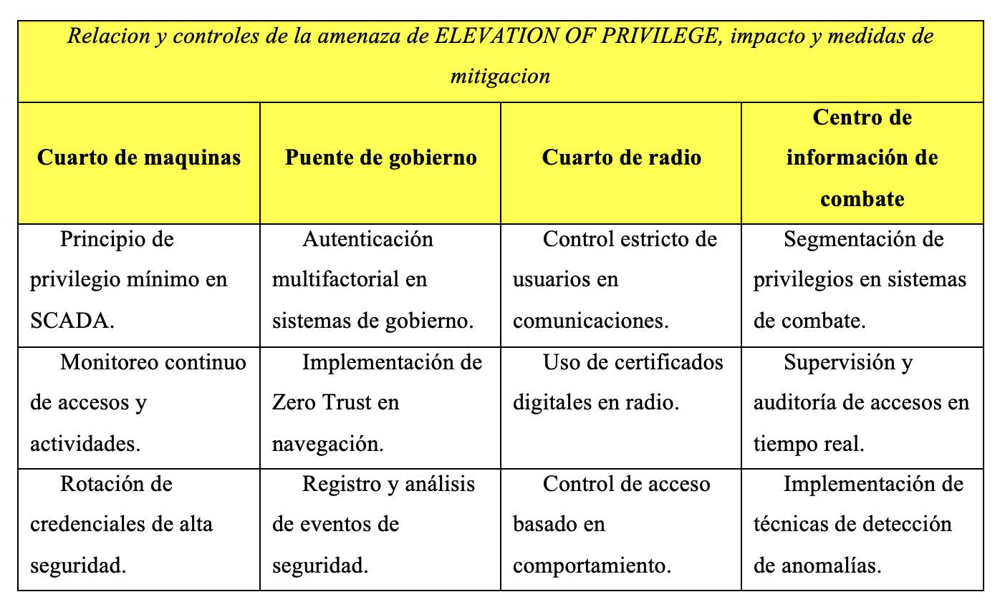 Relacion y controles de la amenaza de ELEVATION OF PRIVILEGE, impacto y medidas de
mitigacion
Cuarto de maquinas
Puente de gobierno
Cuarto de radio
Centro de
información de
combate
Principio de
privilegio mínimo en
SCADA.
Autenticación
multifactorial en
sistemas de gobierno.
Control estricto de
usuarios en
comunicaciones.
Segmentación de
privilegios en sistemas
de combate.
Monitoreo continuo
de accesos y
actividades.
Implementación de
Zero Trust en
navegación.
Uso de certificados
digitales en radio.
Supervisión y
auditoría de accesos en
tiempo real.
Rotación de
credenciales de alta
seguridad.
Registro y análisis
de eventos de
seguridad.
Control de acceso
basado en
comportamiento.
Implementación de
técnicas de detección
de anomalías.